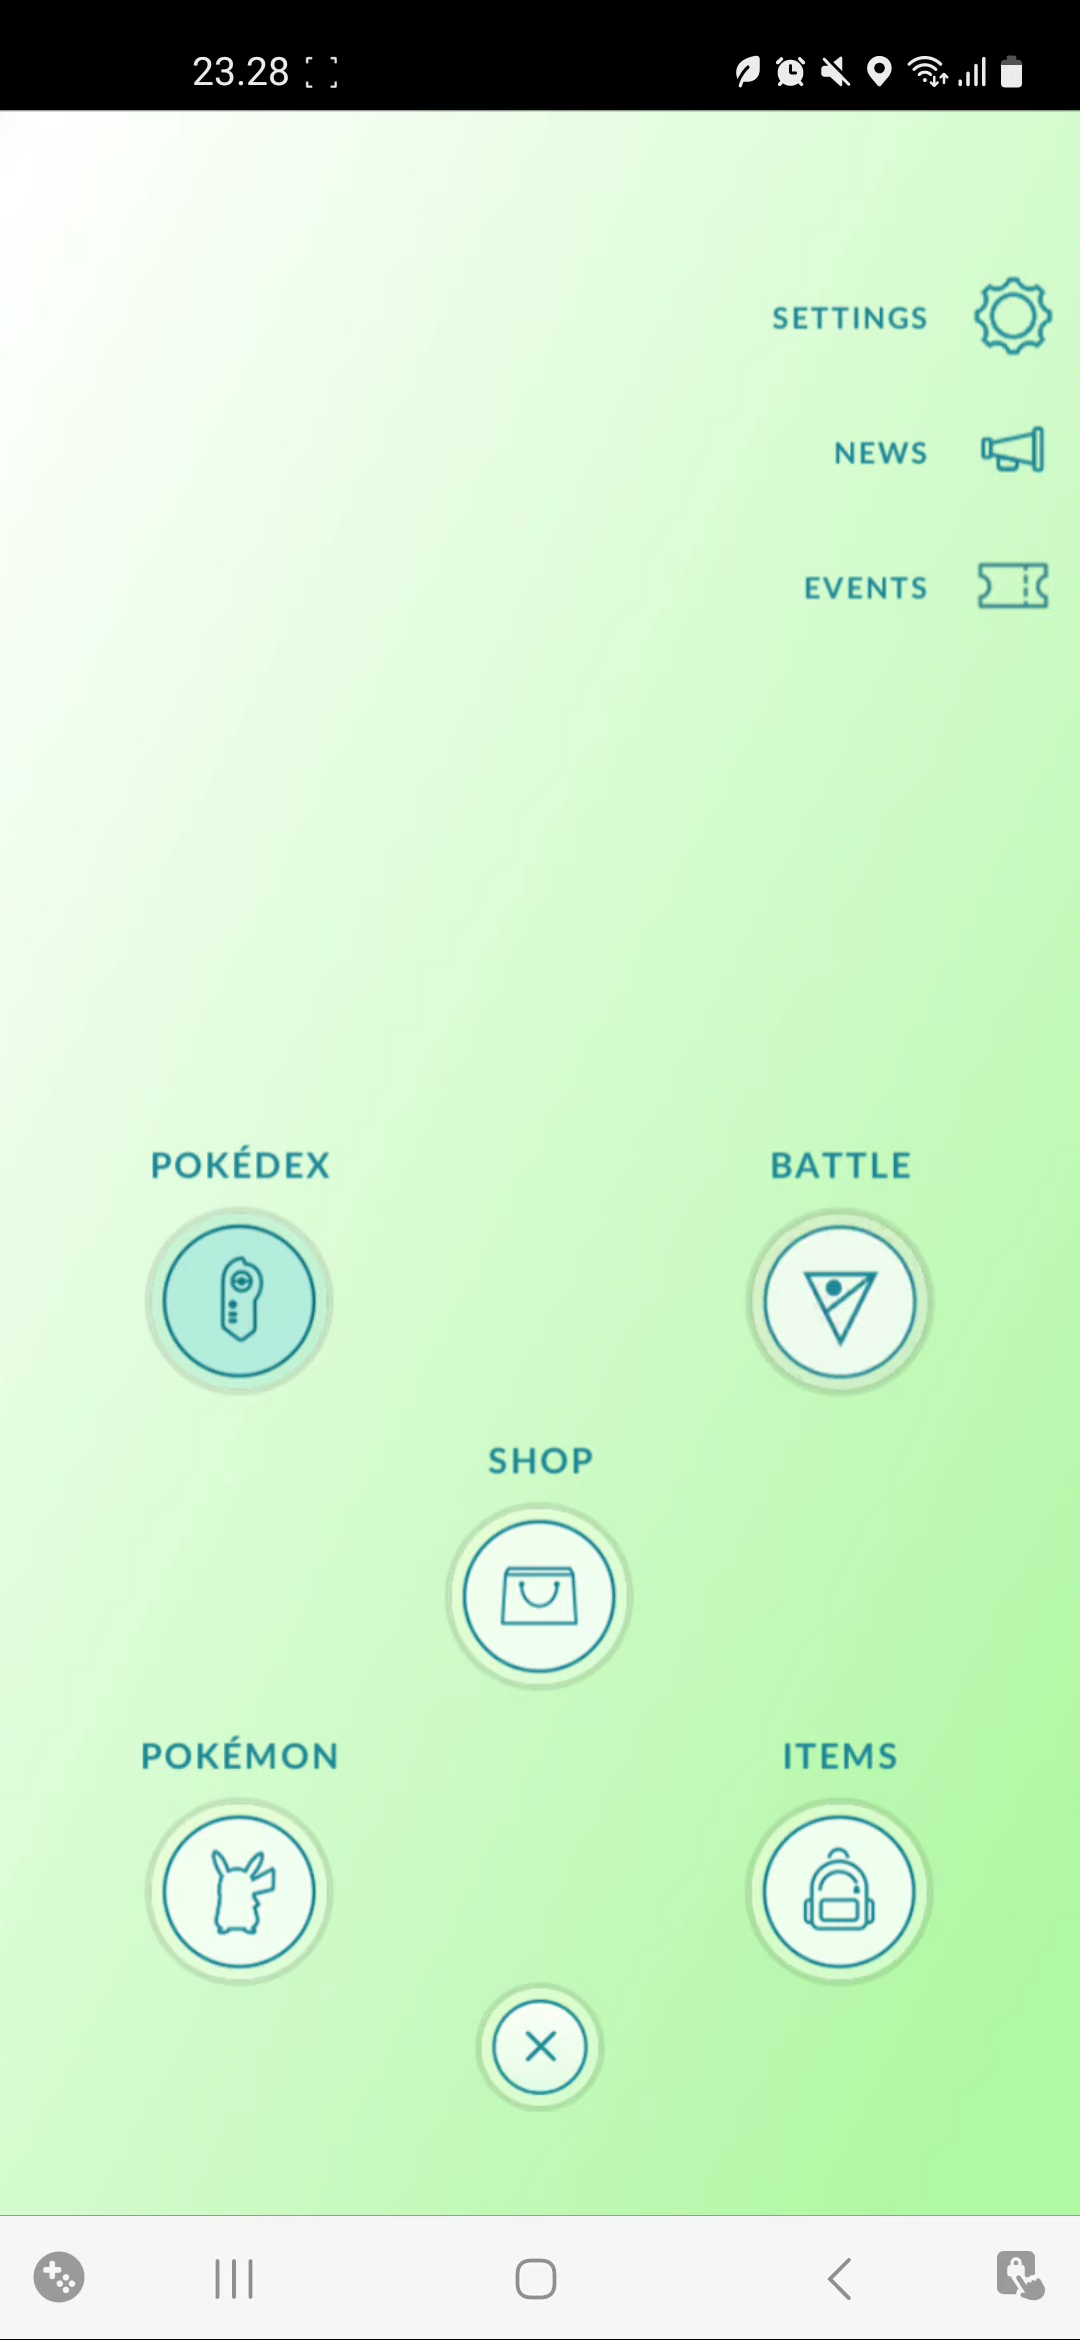 23.28
SETTINGS
NEWS
EVENTS
POKÉDEX
BATTLE
SHOP
POKÉMON
ITEMS